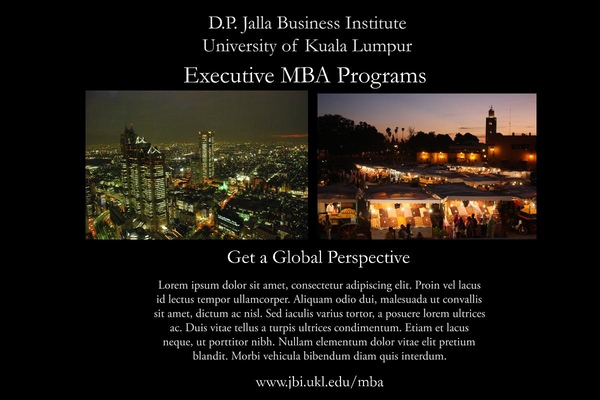 D.P. Jalla Business Institute
University of Kuala Lumpur
Executive MBA Programs
Get a Global Perspective
Lorem ipsum dolor sit amet, consectetur adipiscing elit. Proin vel lacus
id lectus tempor ullamcorper. Aliquam odio dui, malesuada ut convallis
sit amet, dictum ac nisl. Sed iaculis varius tortor, a posuere lorem ultrices
ac. Duis vitae tellus a turpis ultrices condimentum. Etiam et lacus
neque, ut porttitor nibh. Nullam elementum dolor vitae elit pretium
blandit. Morbi vehicula bibendum diam quis interdum.
www.jbi.ukl.edu/mba